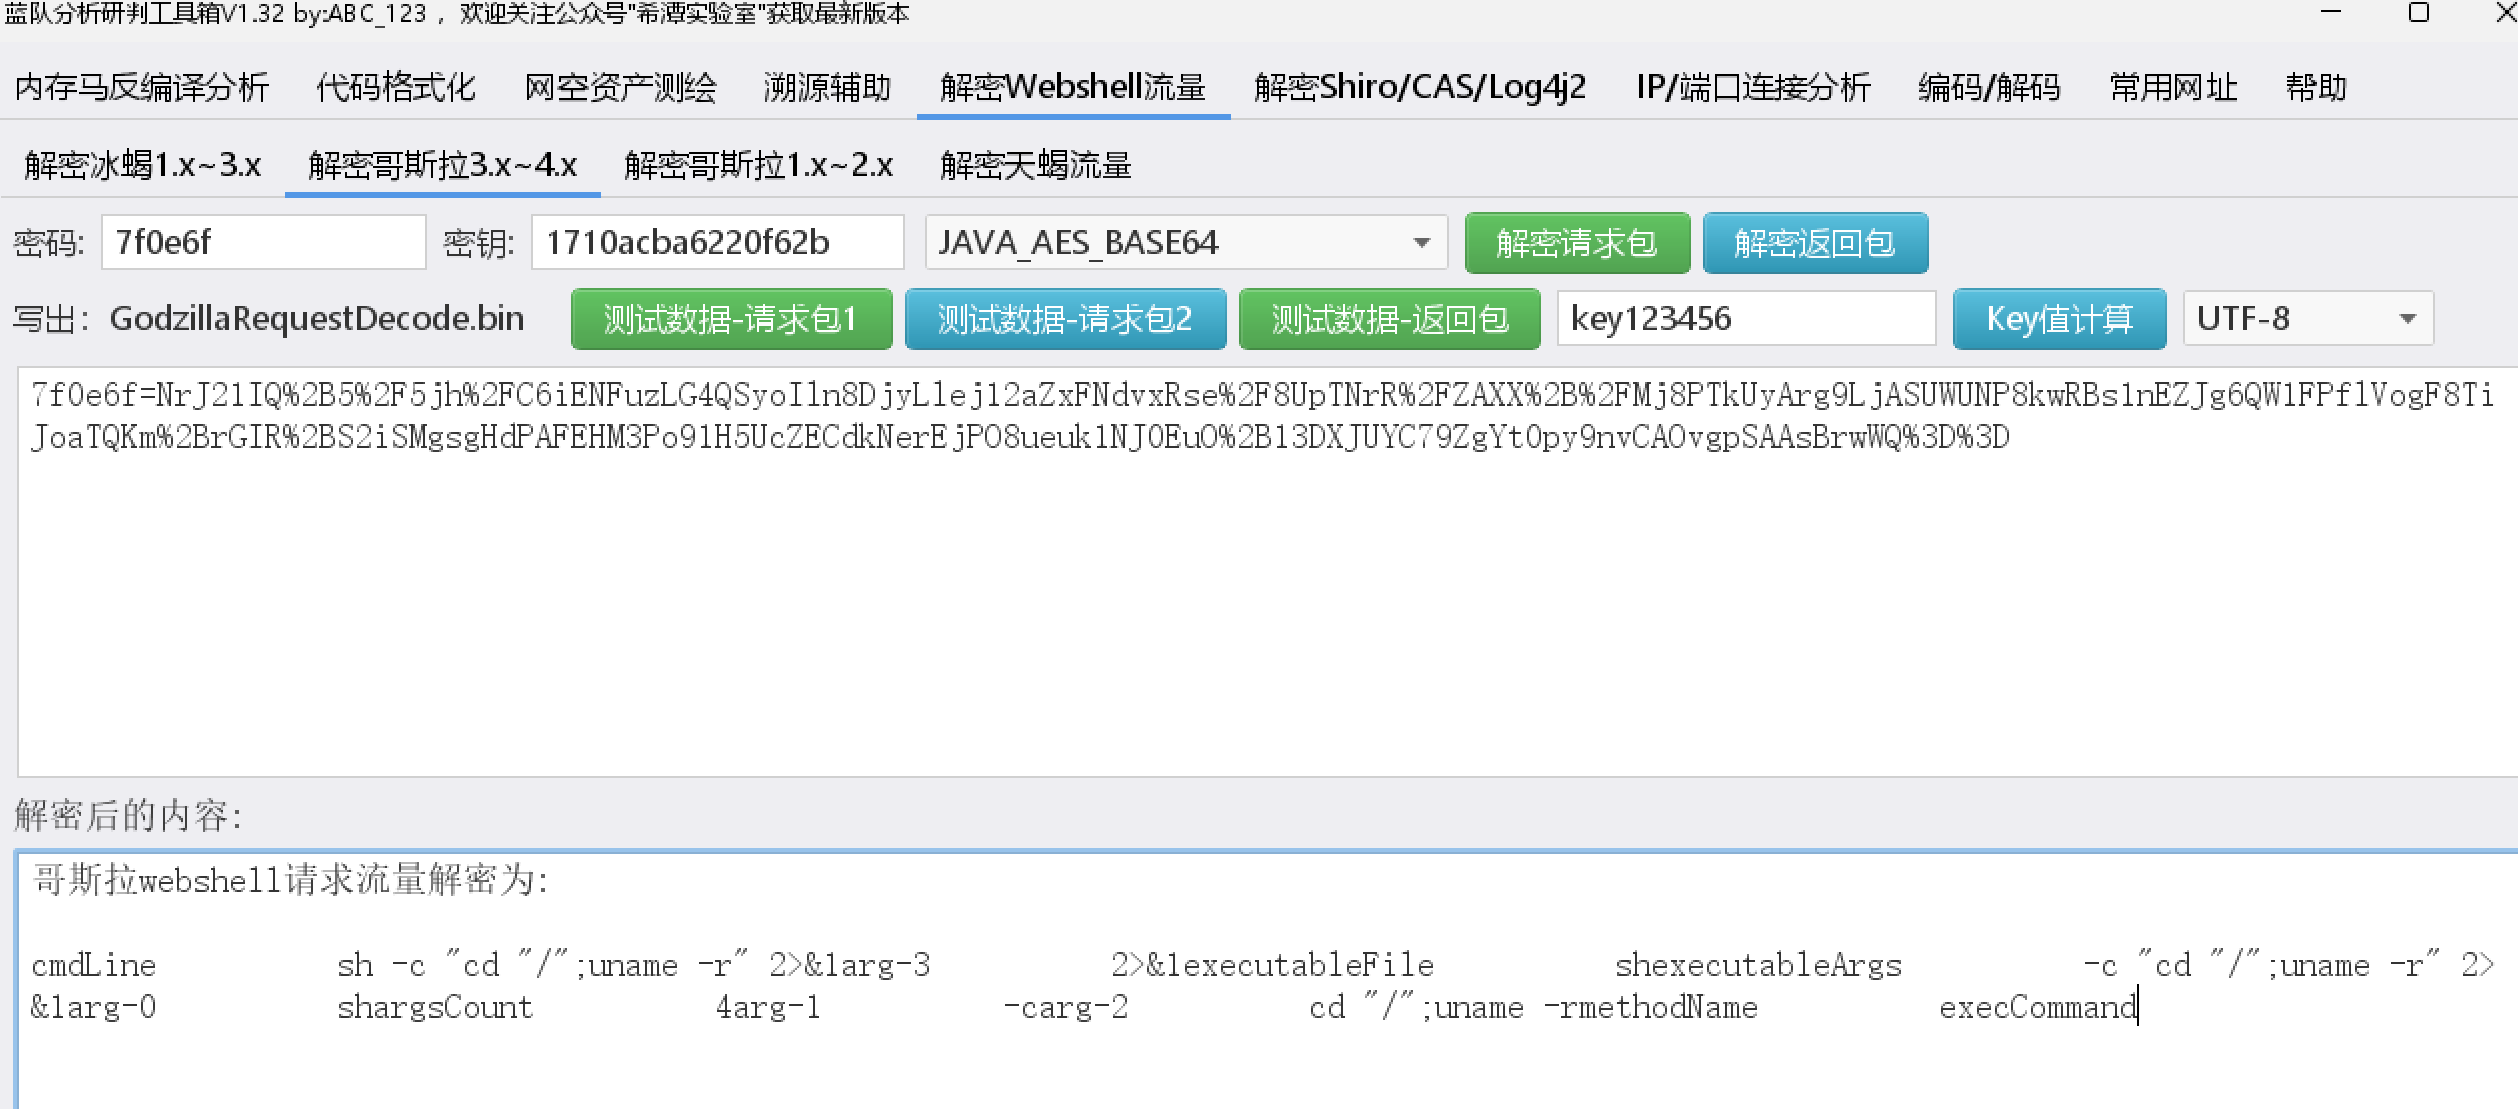 蓝队分析研判工具箱V1.32 by:ABC_123 ，欢迎关注公众号"希潭实验室"获取最新版本
内存马反编译分析 代码格式化 网空资产测绘 溯源辅助 解密Webshell流量 解密Shiro/CAS/Log4j2 IP/端口连接分析 编码/解码 常用网址 帮助
解密冰蝎1.x~3.x 解密哥斯拉3.x~4.x 解密哥斯拉1.x~2.x 解密天蝎流量
密码: 7f0e6f 密钥: 1710acba6220f62b JAVA_AES_BASE64 解密请求包 解密返回包
写出: GodzillaRequestDecode.bin 测试数据-请求包1 测试数据-请求包2 测试数据-返回包 key123456 Key值计算 UTF-8
7f0e6f=NrJ21IQ%2B5%2F5jh%2FC6iENFuzLG4QSyoIln8DjyLlejl2aZxFNdvxRse%2F8UpTNrR%2FZAXX%2B%2FMj8PTkUyArg9LjASUWUNP8kwRBs1nEZJg6QW1FPflVogF8Ti
JoaTQKm%2BrGIR%2BS2iSMgsgHdPAFEHM3Po91H5UcZECdkNerEjPO8ueuk1NJ0EuO%2B13DXJUYC79ZgYt0py9nvCAOvgpSAAsBrwWQ%3D%3D
解密后的内容:
哥斯拉webshell请求流量解密为:
cmdLine sh -c "cd "/";uname -r" 2>&1arg-3 2>&1executableFile shexecutableArgs -c "cd "/";uname -r" 2>
&1arg-0 shargsCount 4arg-1 -carg-2 cd "/";uname -rmethodName execCommand